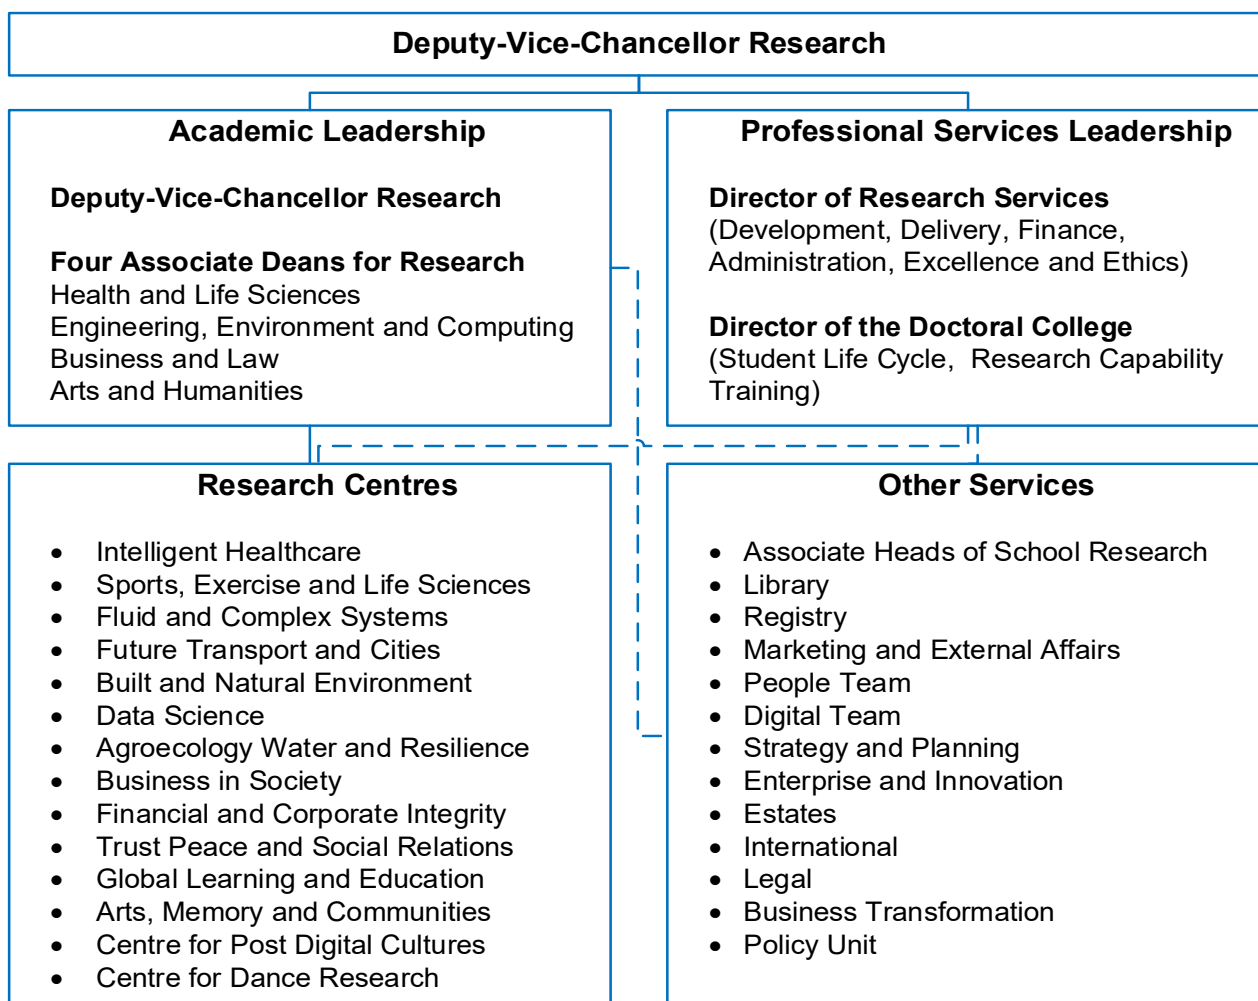 Deputy-Vice-Chancellor Research
Academic Leadership
Deputy-Vice-Chancellor Research
Four Associate Deans for Research
Health and Life Sciences
Engineering, Environment and Computing
Business and Law
Arts and Humanities
Professional Services Leadership
Director of Research Services
(Development, Delivery, Finance,
Administration, Excellence and Ethics)
Director of the Doctoral College
(Student Life Cycle,  Research Capability
Training)
Research Centres
• Intelligent Healthcare
• Sports, Exercise and Life Sciences
• Fluid and Complex Systems
• Future Transport and Cities
• Built and Natural Environment
• Data Science
• Agroecology Water and Resilience
• Business in Society
• Financial and Corporate Integrity
• Trust Peace and Social Relations
• Global Learning and Education
• Arts, Memory and Communities
• Centre for Post Digital Cultures
• Centre for Dance Research
Other Services
• Associate Heads of School Research
• Library
• Registry
• Marketing and External Affairs
• People Team
• Digital Team
• Strategy and Planning
• Enterprise and Innovation
• Estates
• International
• Legal
• Business Transformation
• Policy Unit